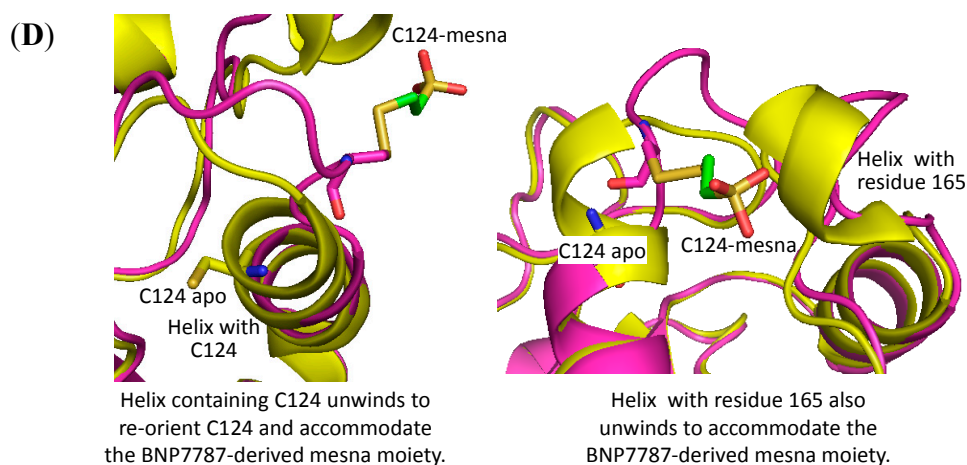 (D)
C124-mesna
C124 apo
Helix with
C124
Helix containing C124 unwinds to
re-orient C124 and accommodate
the BNP7787-derived mesna moiety.
Helix with
residue 165
C124 apo
C124-mesna
Helix with residue 165 also
unwinds to accommodate the
BNP7787-derived mesna moiety.